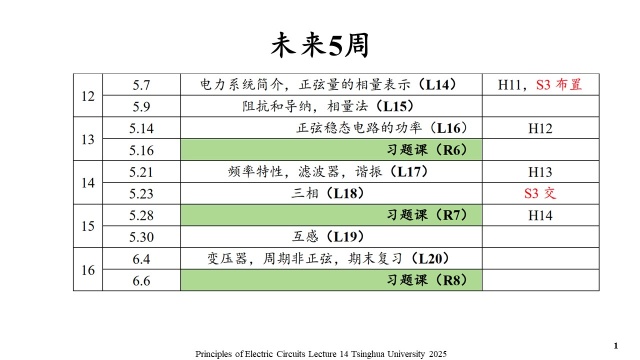 未来5周
12 5.7 电力系统简介，正弦量的相量表示（L14） H11，S3 布置
5.9 阻抗和导纳，相量法（L15）
13 5.14 正弦稳态电路的功率（L16） H12
5.16 习题课（R6）
14 5.21 频率特性，滤波器，谐振（L17） H13
5.23 三相（L18） S3 交
15 5.28 习题课（R7） H14
5.30 互感（L19）
16 6.4 变压器，周期非正弦，期末复习（L20）
6.6 习题课（R8）
Principles of Electric Circuits Lecture 14 Tsinghua University 2025
1